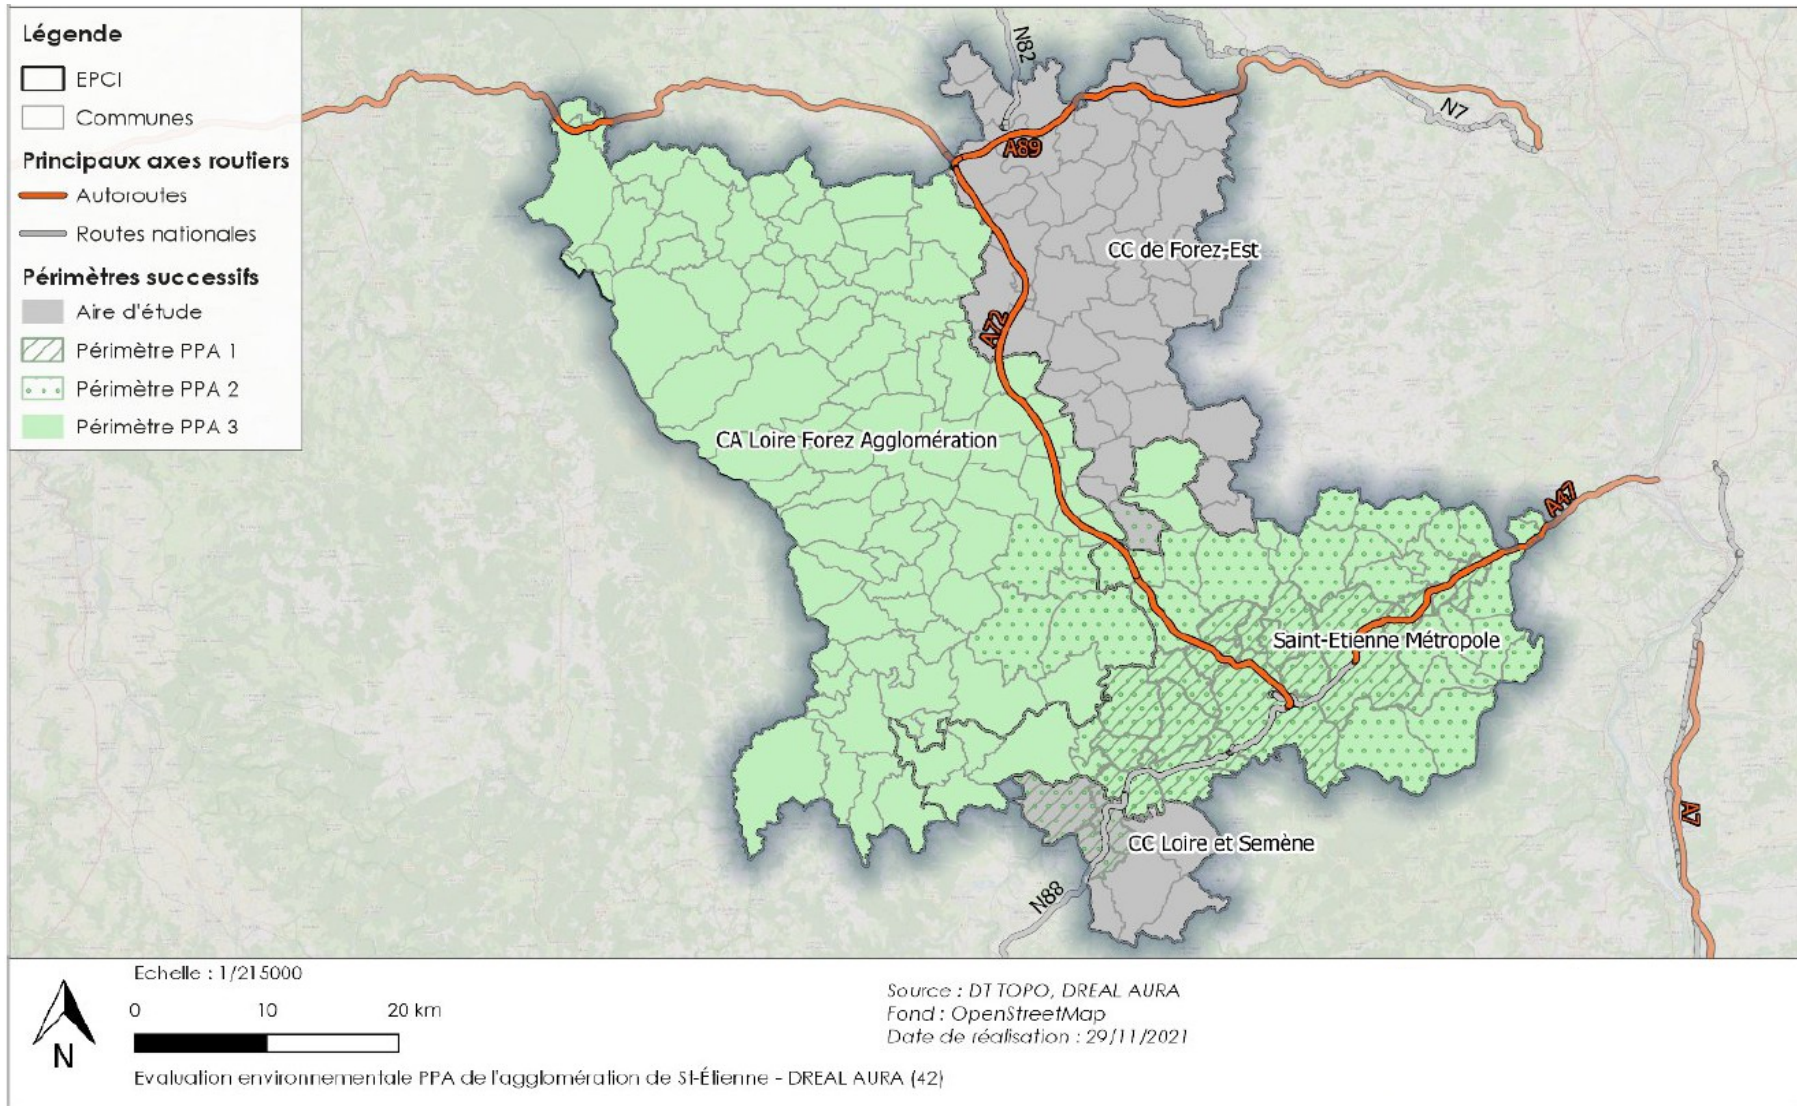 Légende
EPCI
Communes
Principaux axes routiers
Autoroutes
Routes nationales
Périmètres successifs
Aire d'étude
Périmètre PPA 1
Périmètre PPA 2
Périmètre PPA 3
N82
N7
A89
CC de Forez-Est
A72
CA Loire Forez Agglomération
A47
Saint-Etienne Métropole
A7
CC Loire et Semène
N88
Echelle : 1/215000
0 10 20 km
N
Source : DT TOPO, DREAL AURA
Fond : OpenStreetMap
Date de réalisation : 29/11/2021
Evaluation environnementale PPA de l'agglomération de St-Étienne - DREAL AURA (42)